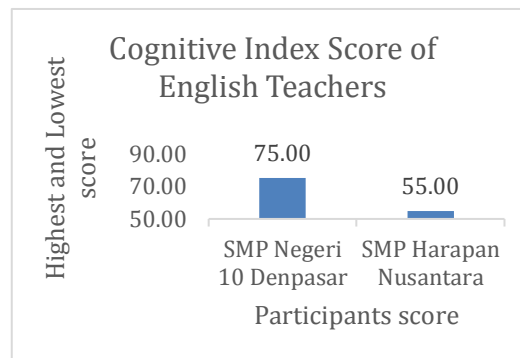 Cognitive Index Score of
English Teachers
Highest and Lowest
score
90.00
70.00
50.00
75.00
55.00
SMP Negeri
10 Denpasar
SMP Harapan
Nusantara
Participants score